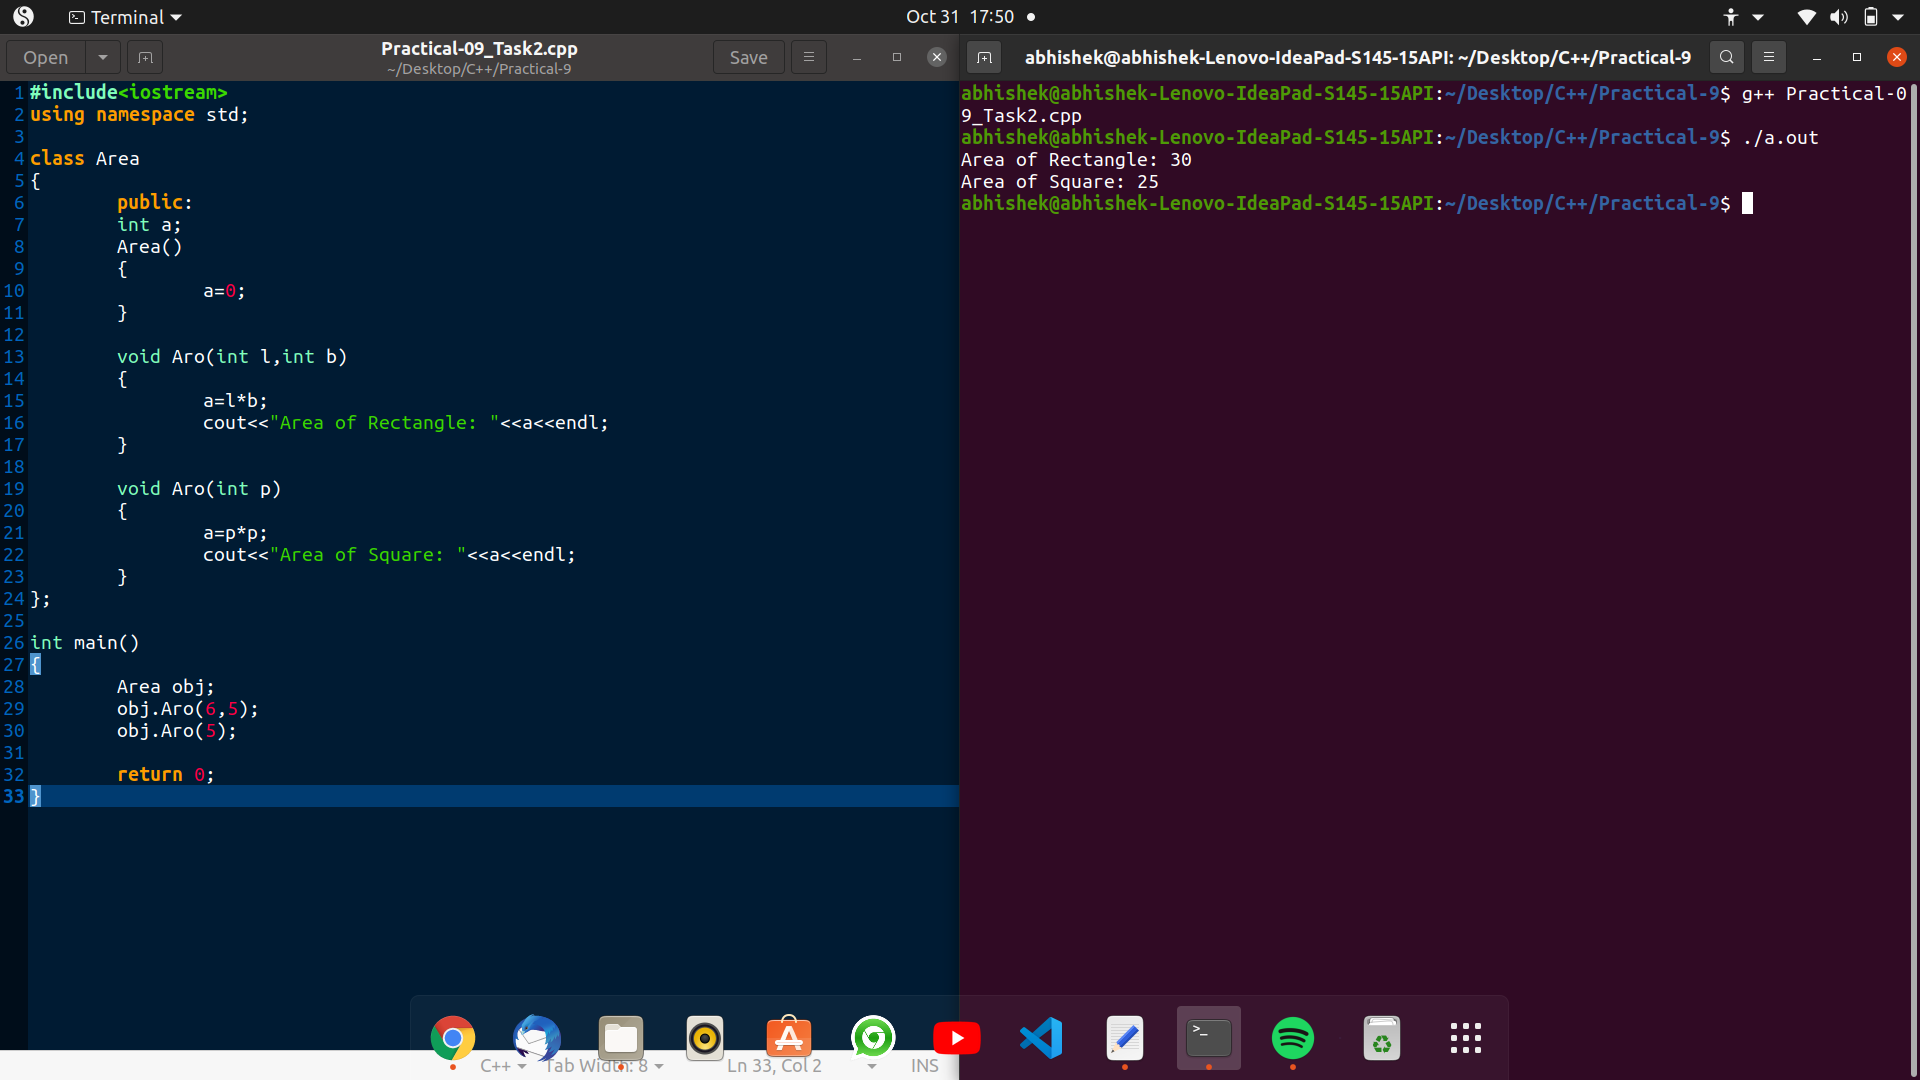 Terminal
Oct 31 17:50
Open
Practical-09_Task2.cpp
~/Desktop/C++/Practical-9
Save
1 #include<iostream>
2 using namespace std;
3
4 class Area
5 {
6 public:
7 int a;
8 Area()
9 {
10 a=0;
11 }
12
13 void Aro(int l,int b)
14 {
15 a=l*b;
16 cout<<"Area of Rectangle: "<<a<<endl;
17 }
18
19 void Aro(int p)
20 {
21 a=p*p;
22 cout<<"Area of Square: "<<a<<endl;
23 }
24 };
25
26 int main()
27 {
28 Area obj;
29 obj.Aro(6,5);
30 obj.Aro(5);
31
32 return 0;
33 }
C++ Tab Width: 8 Ln 33, Col 2 INS
abhishek@abhishek-Lenovo-IdeaPad-S145-15API: ~/Desktop/C++/Practical-9
abhishek@abhishek-Lenovo-IdeaPad-S145-15API:~/Desktop/C++/Practical-9$ g++ Practical-0
9_Task2.cpp
abhishek@abhishek-Lenovo-IdeaPad-S145-15API:~/Desktop/C++/Practical-9$ ./a.out
Area of Rectangle: 30
Area of Square: 25
abhishek@abhishek-Lenovo-IdeaPad-S145-15API:~/Desktop/C++/Practical-9$